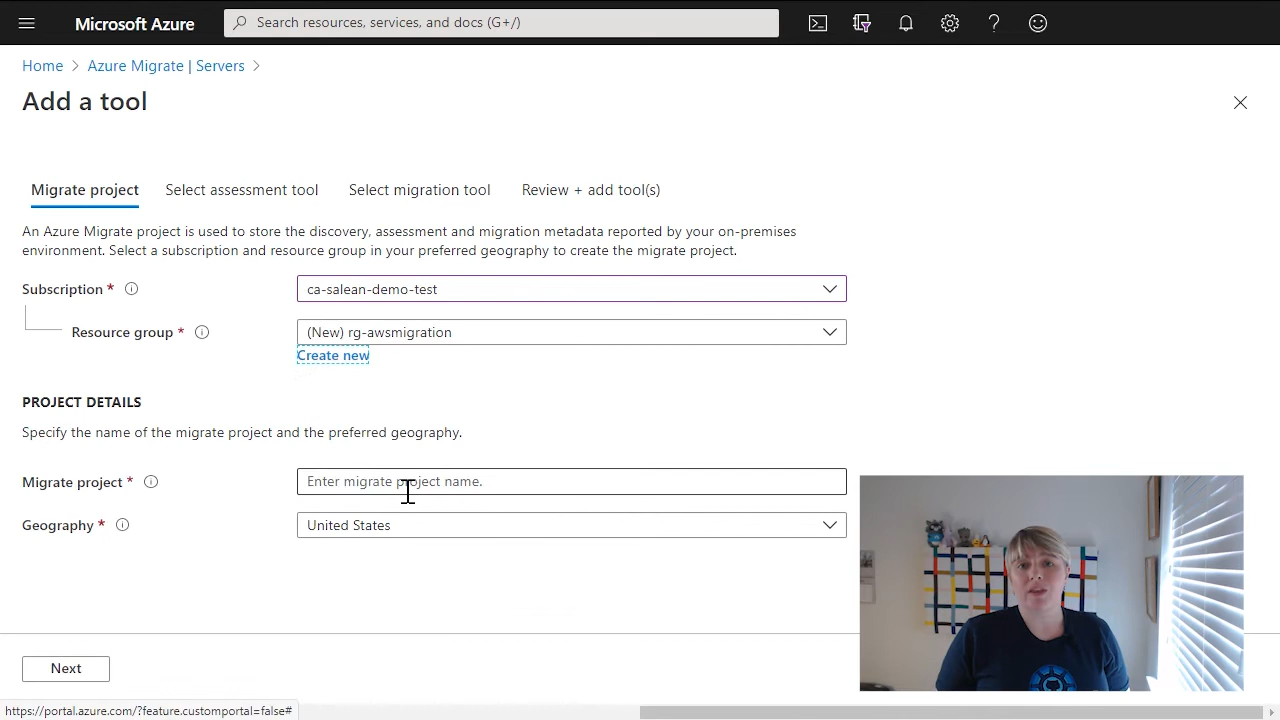 Microsoft Azure
Search resources, services, and docs (G+/)
Home > Azure Migrate | Servers >
Add a tool
Migrate project
Select assessment tool
Select migration tool
Review + add tool(s)
An Azure Migrate project is used to store the discovery, assessment and migration metadata reported by your on-premises
environment. Select a subscription and resource group in your preferred geography to create the migrate project.
Subscription *
ca-salean-demo-test
Resource group *
(New) rg-awsmigration
Create new
PROJECT DETAILS
Specify the name of the migrate project and the preferred geography.
Migrate project *
Enter migrate project name.
Geography *
United States
Next
https://portal.azure.com/?feature.customportal=false#